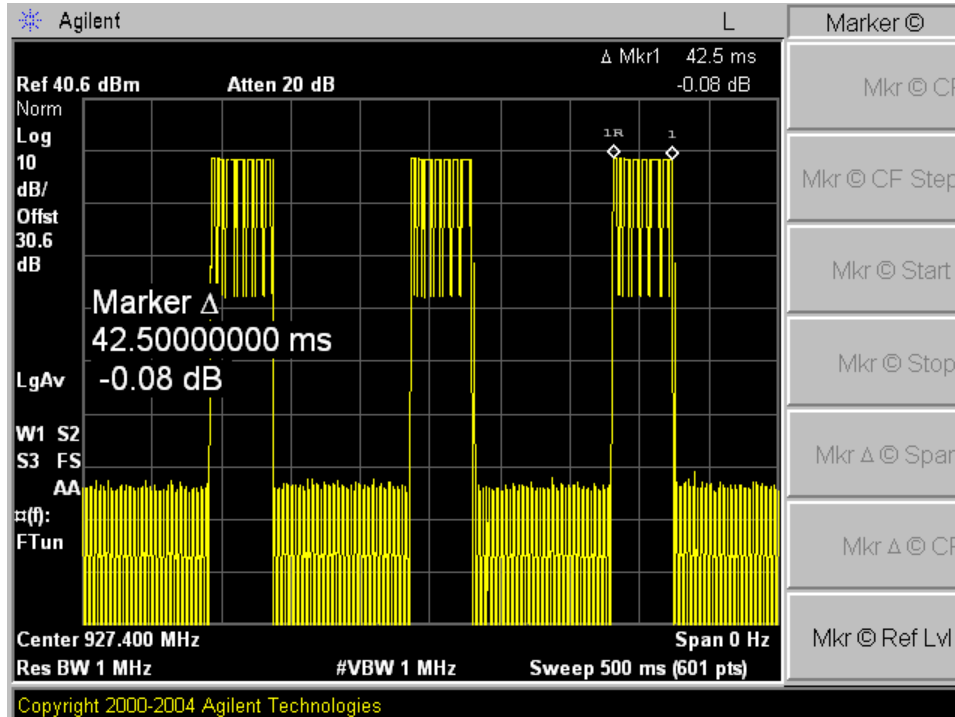 Agilent L Marker ©
Δ Mkr1 42.5 ms
Ref 40.6 dBm Atten 20 dB -0.08 dB
Norm
Log
10
dB/
Offset
30.6
dB
1R 1
Marker Δ
42.50000000 ms
-0.08 dB
LgAv
W1 S2
S3 FS
AA
¤(f):
FTun
Center 927.400 MHz Span 0 Hz
Res BW 1 MHz #VBW 1 MHz Sweep 500 ms (601 pts)
Copyright 2000-2004 Agilent Technologies
Mkr © CF
Mkr © CF Step
Mkr © Start
Mkr © Stop
Mkr Δ © Span
Mkr Δ © CF
Mkr © Ref Lvl